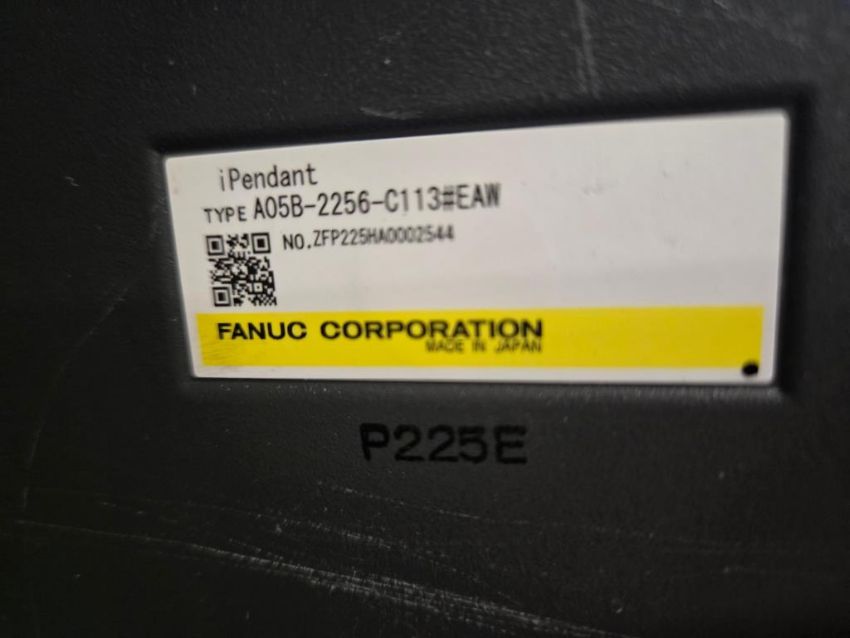 iPendant
TYPE A05B-2256-C113#EAW
NO.ZFP225HA0002544
FANUC CORPORATION
MADE IN JAPAN
P225E